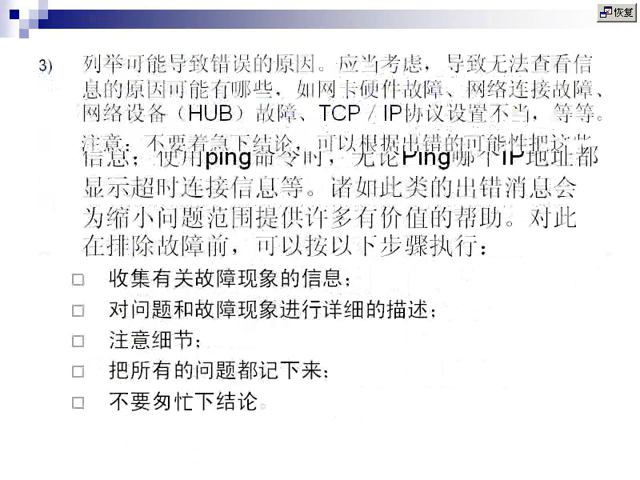 恢复
3) 列举可能导致错误的原因。应当考虑，导致无法查看信
息的原因可能有哪些，如网卡硬件故障、网络连接故障、
网络设备（HUB）故障、TCP／IP协议设置不当，等等。
注意：不要着急下结论，可以根据出错的可能性把这些
信息；使用ping命令时，无论Ping哪个IP地址都
显示超时连接信息等。诸如此类的出错消息会
为缩小问题范围提供许多有价值的帮助。对此
在排除故障前，可以按以下步骤执行：
收集有关故障现象的信息；
对问题和故障现象进行详细的描述；
注意细节；
把所有的问题都记下来；
不要匆忙下结论。